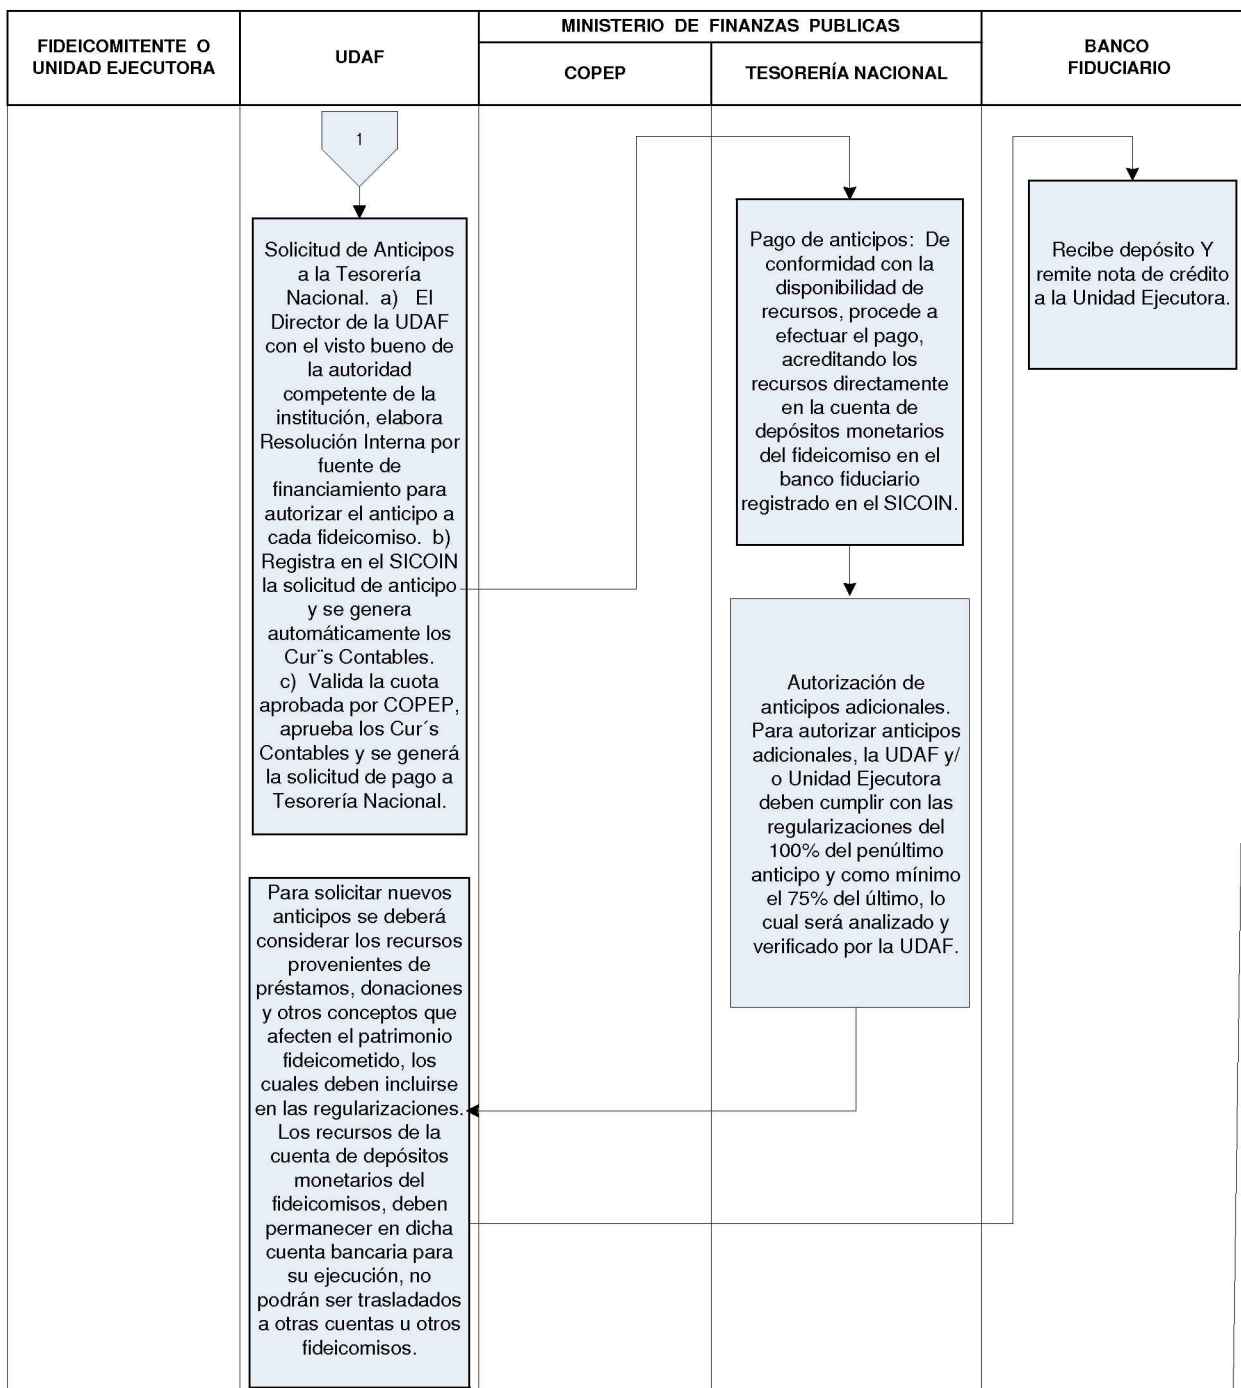 FIDEICOMITENTE O
UNIDAD EJECUTORA
UDAF
MINISTERIO DE FINANZAS PUBLICAS
COPEP
TESORERÍA NACIONAL
BANCO
FIDUCIARIO
1
Solicitud de Anticipos
a la Tesorería
Nacional. a) El
Director de la UDAF
con el visto bueno de
la autoridad
competente de la
institución, elabora
Resolución Interna por
fuente de
financiamiento para
autorizar el anticipo a
cada fideicomiso. b)
Registra en el SICOIN
la solicitud de anticipo
y se genera
automáticamente los
Cur¨s Contables.
c) Valida la cuota
aprobada por COPEP,
aprueba los Cur´s
Contables y se generá
la solicitud de pago a
Tesorería Nacional.
Para solicitar nuevos
anticipos se deberá
considerar los recursos
provenientes de
préstamos, donaciones
y otros conceptos que
afecten el patrimonio
fideicometido, los
cuales deben incluirse
en las regularizaciones.
Los recursos de la
cuenta de depósitos
monetarios del
fideicomisos, deben
permanecer en dicha
cuenta bancaria para
su ejecución, no
podrán ser trasladados
a otras cuentas u otros
fideicomisos.
Pago de anticipos: De
conformidad con la
disponibilidad de
recursos, procede a
efectuar el pago,
acreditando los
recursos directamente
en la cuenta de
depósitos monetarios
del fideicomiso en el
banco fiduciario
registrado en el SICOIN.
Autorización de
anticipos adicionales.
Para autorizar anticipos
adicionales, la UDAF y/
o Unidad Ejecutora
deben cumplir con las
regularizaciones del
100% del penúltimo
anticipo y como mínimo
el 75% del último, lo
cual será analizado y
verificado por la UDAF.
Recibe depósito Y
remite nota de crédito
a la Unidad Ejecutora.